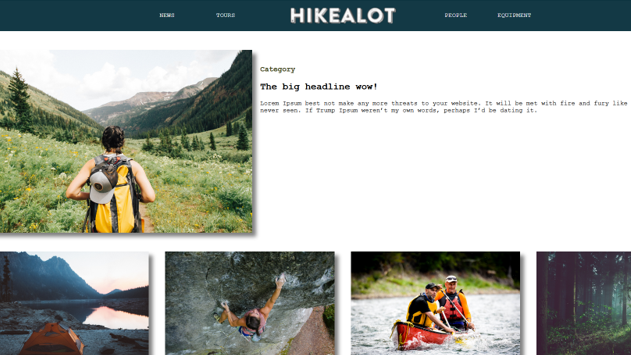 NEWS TOURS HIKEALOT PEOPLE EQUIPMENT
Category
The big headline wow!
Lorem Ipsum best not make any more threats to your website. It will be met with fire and fury like
never seen. If Trump Ipsum weren't my own words, perhaps I'd be dating it.